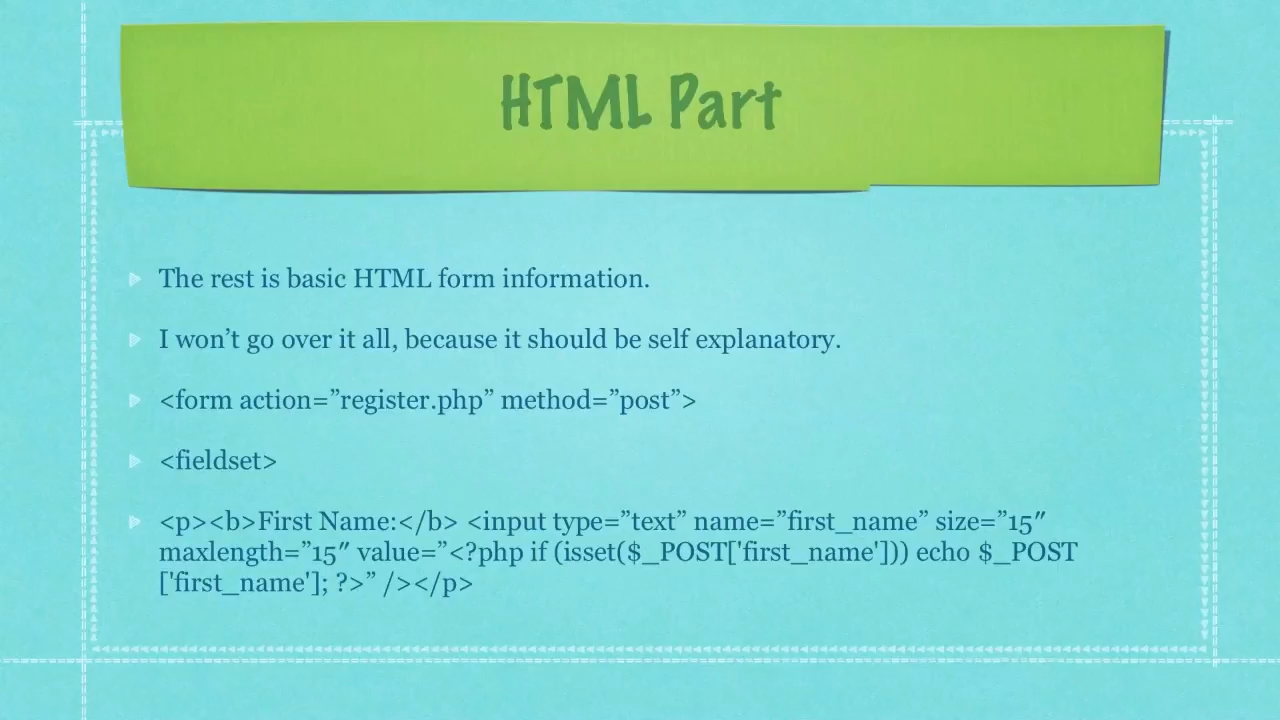 HTML Part
The rest is basic HTML form information.
I won’t go over it all, because it should be self explanatory.
<form action=”register.php” method=”post”>
<fieldset>
<p><b>First Name:</b> <input type=”text” name=”first_name” size=”15″
maxlength=”15″ value=”<?php if (isset($_POST['first_name'])) echo $_POST
['first_name']; ?>” /></p>